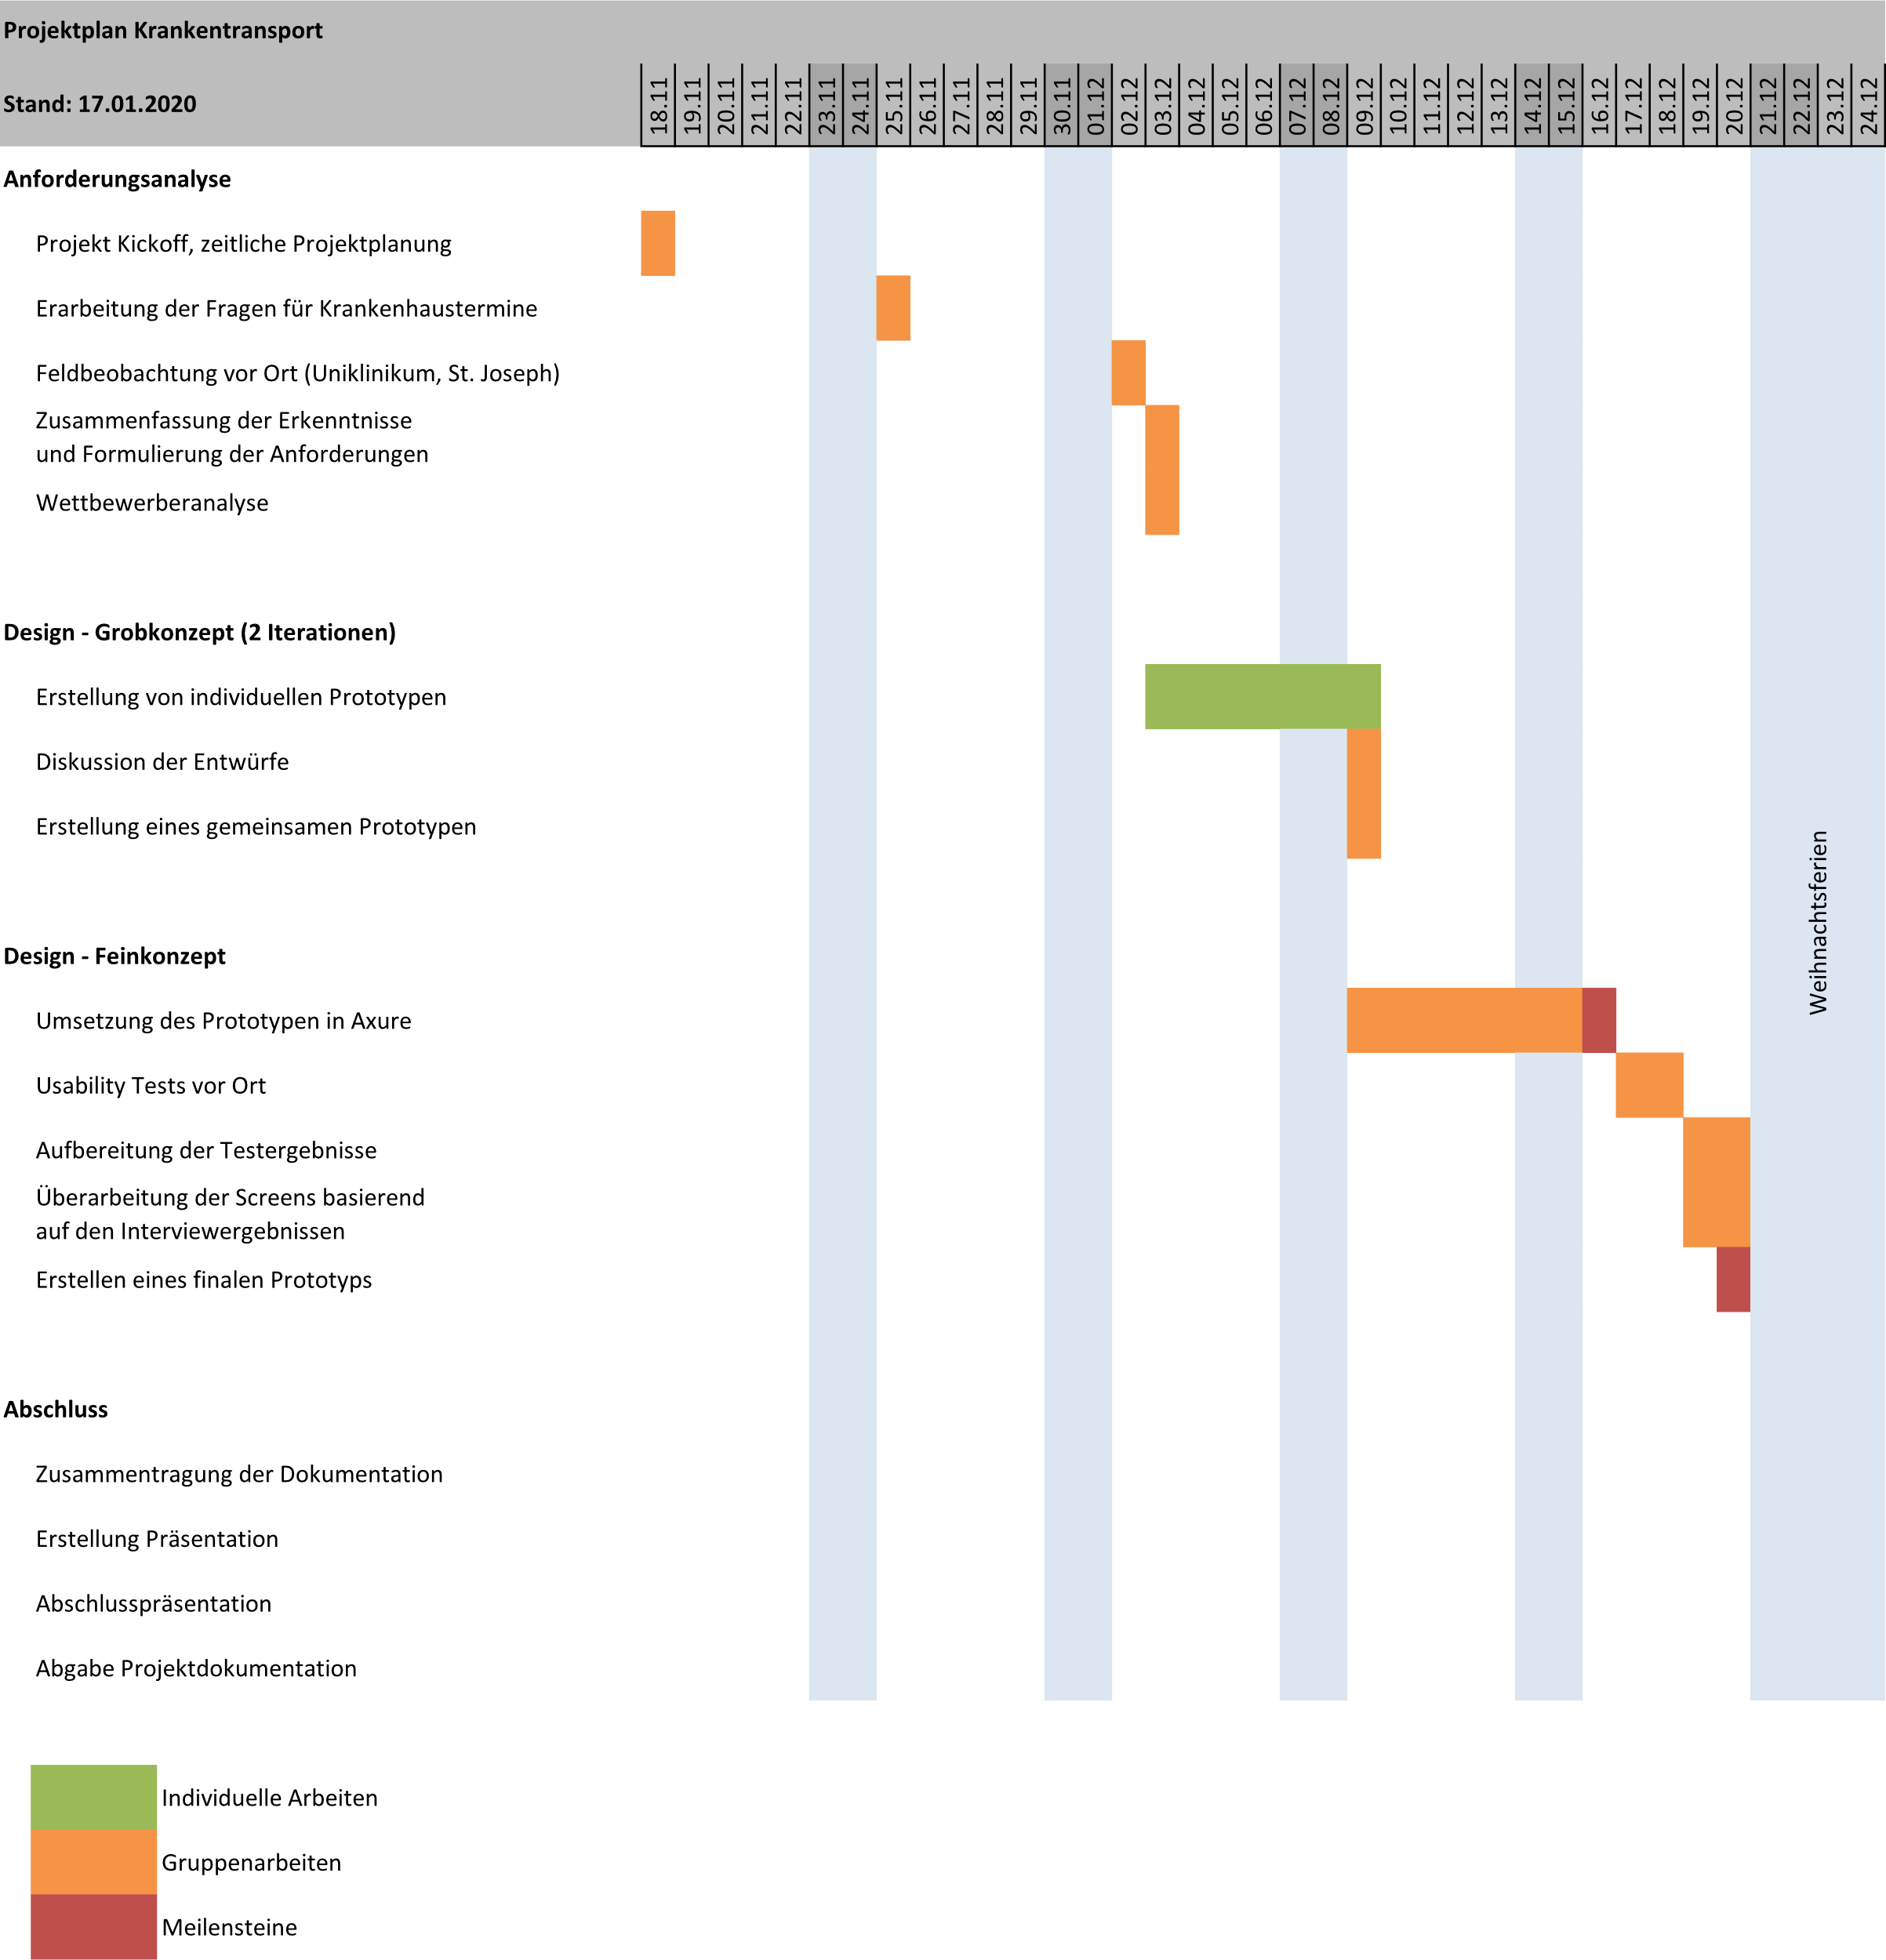 Projektplan Krankentransport
Stand: 17.01.2020
18.11 19.11 20.11 21.11 22.11 23.11 24.11 25.11 26.11 27.11 28.11 29.11 30.11 01.12 02.12 03.12 04.12 05.12 06.12 07.12 08.12 09.12 10.12 11.12 12.12 13.12 14.12 15.12 16.12 17.12 18.12 19.12 20.12 21.12 22.12 23.12 24.12
Anforderungsanalyse
Projekt Kickoff, zeitliche Projektplanung
Erarbeitung der Fragen für Krankenhaustermine
Feldbeobachtung vor Ort (Uniklinikum, St. Joseph)
Zusammenfassung der Erkenntnisse
und Formulierung der Anforderungen
Wettbewerberanalyse
Design - Grobkonzept (2 Iterationen)
Erstellung von individuellen Prototypen
Diskussion der Entwürfe
Erstellung eines gemeinsamen Prototypen
Weihnachtsferien
Design - Feinkonzept
Umsetzung des Prototypen in Axure
Usability Tests vor Ort
Aufbereitung der Testergebnisse
Überarbeitung der Screens basierend
auf den Interviewergebnissen
Erstellen eines finalen Prototyps
Abschluss
Zusammentragung der Dokumentation
Erstellung Präsentation
Abschlusspräsentation
Abgabe Projektdokumentation
Individuelle Arbeiten
Gruppenarbeiten
Meilensteine